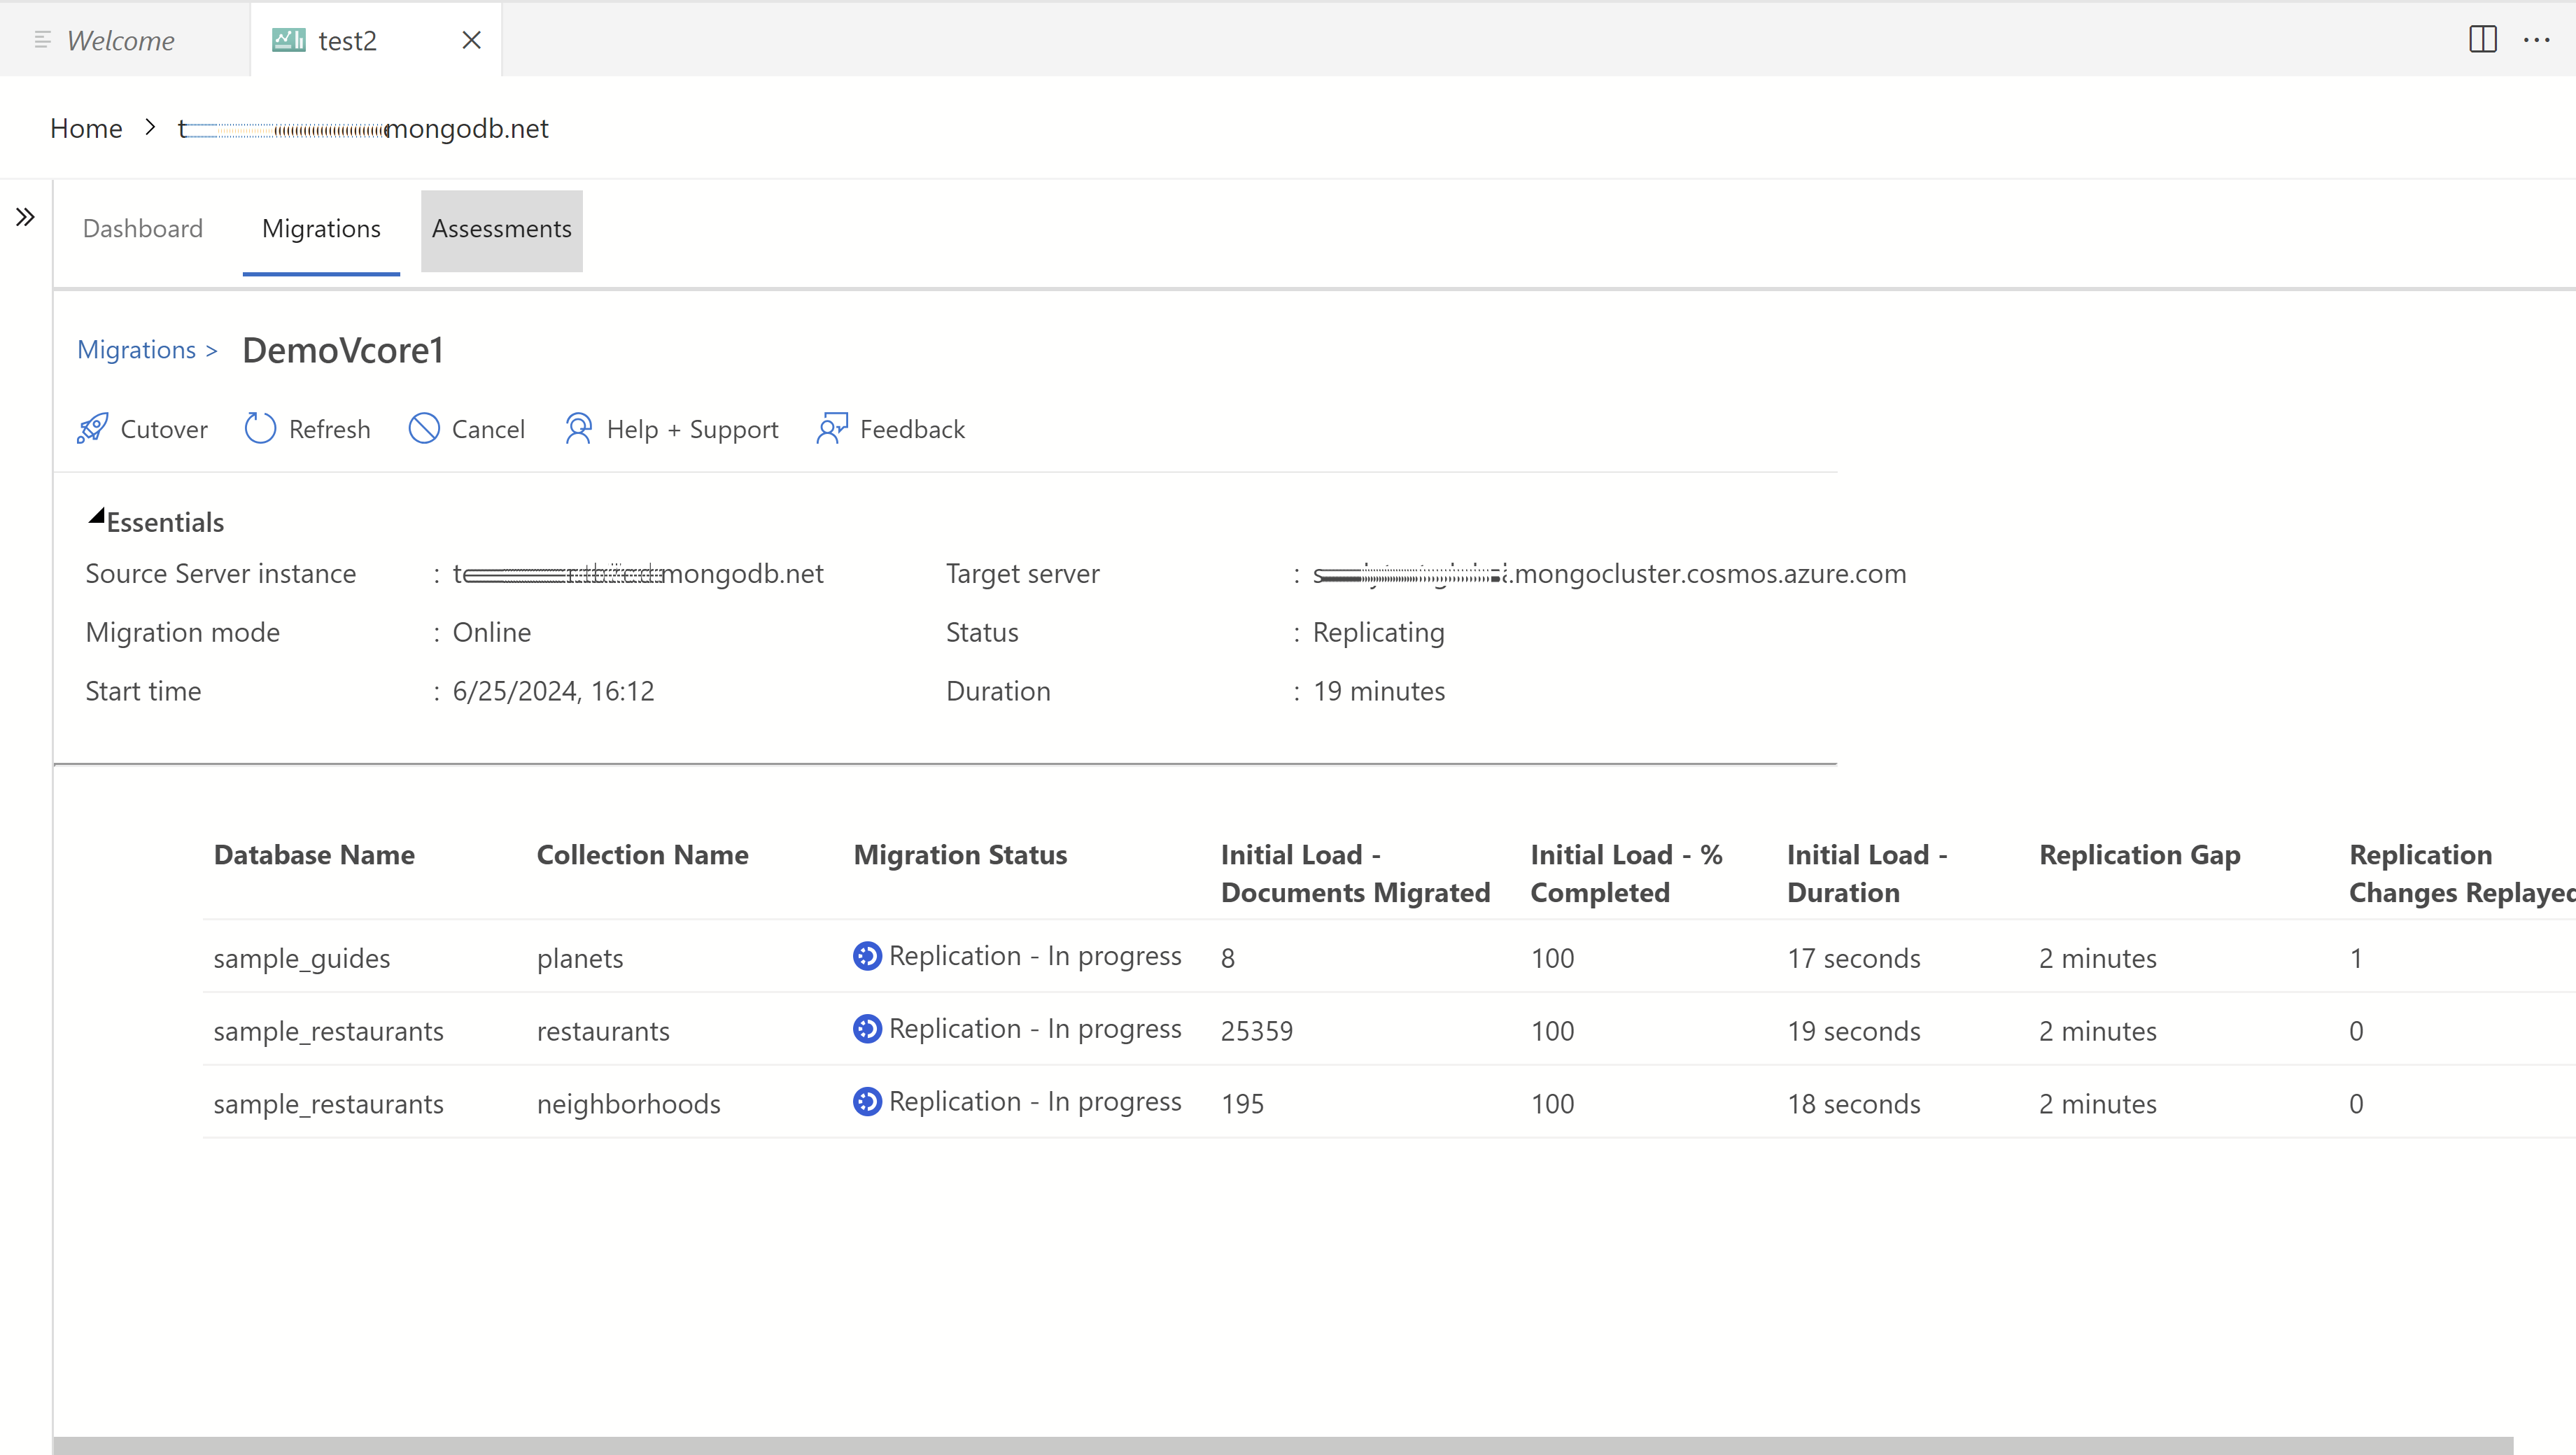 Welcome
test2
Home > mongodb.net
Dashboard Migrations Assessments
Migrations > DemoVcore1
Cutover Refresh Cancel Help + Support Feedback
Essentials
Source Server instance : mongodb.net Target server : .mongocluster.cosmos.azure.com
Migration mode : Online Status : Replicating
Start time : 6/25/2024, 16:12 Duration : 19 minutes
Database Name Collection Name Migration Status Initial Load - Initial Load - % Initial Load - Replication Gap Replication
Documents Migrated Completed Duration Changes Replayed
sample_guides planets Replication - In progress 8 100 17 seconds 2 minutes 1
sample_restaurants restaurants Replication - In progress 25359 100 19 seconds 2 minutes 0
sample_restaurants neighborhoods Replication - In progress 195 100 18 seconds 2 minutes 0